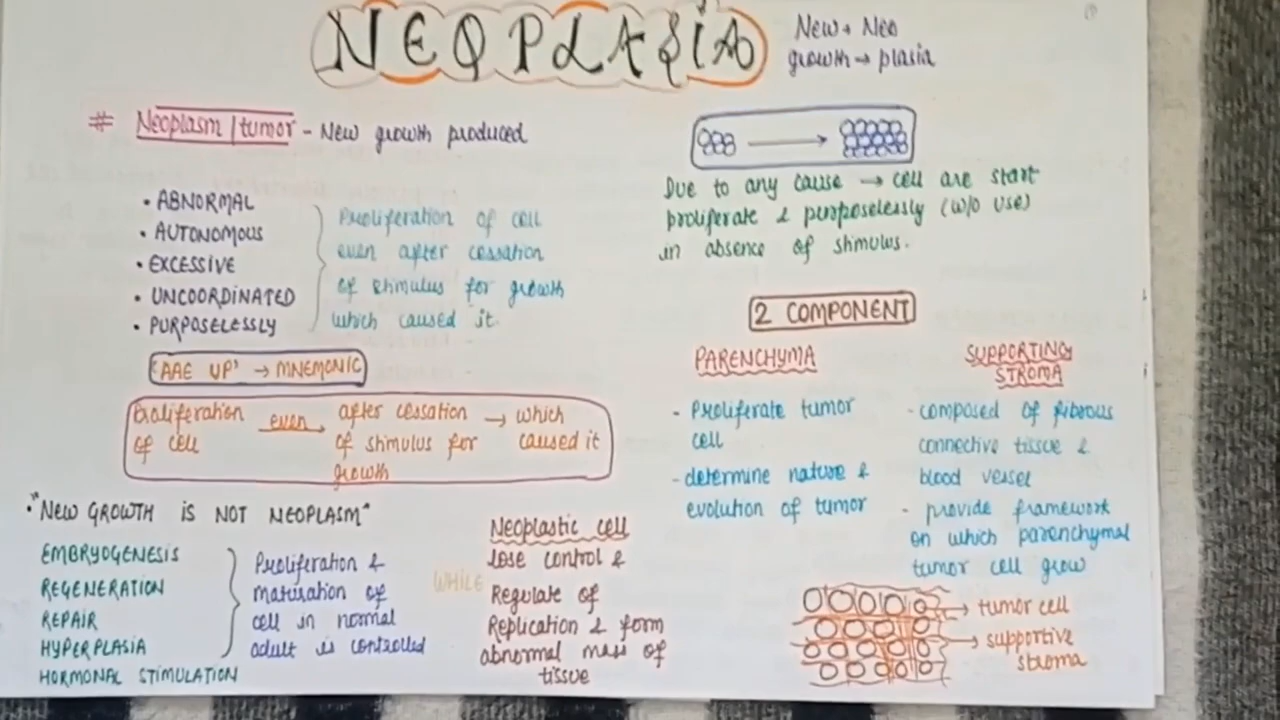 NEOPLASIA
New → Neo
growth → plasia
# Neoplasm/tumor - New growth produced
• ABNORMAL
• AUTONOMOUS
• EXCESSIVE
• UNCOORDINATED
• PURPOSELESSLY
Proliferation of cell
even after cessation
of stimulus for growth
which caused it.
'AAE UP' → MNEMONIC
Proliferation even after cessation → which
of cell of stimulus for caused it
growth
• "NEW GROWTH is NOT NEOPLASM"
EMBRYOGENESIS
REGENERATION
REPAIR
HYPERPLASIA
HORMONAL STIMULATION
Proliferation &
maturation of
cell in normal
adult is controlled
WHILE
Neoplastic cell
lose control &
Regulate of
Replication & form
abnormal mass of
tissue
Due to any cause → cell are start
proliferate & purposelessly (w/o use)
in absence of stimulus.
2 COMPONENT
PARENCHYMA
- Proliferate tumor
cell
- determine nature &
evolution of tumor
SUPPORTING
STROMA
- composed of fibrous
connective tissue &
blood vessel
- provide framework
on which parenchymal
tumor cell grow
→ tumor cell
→ supportive
stroma